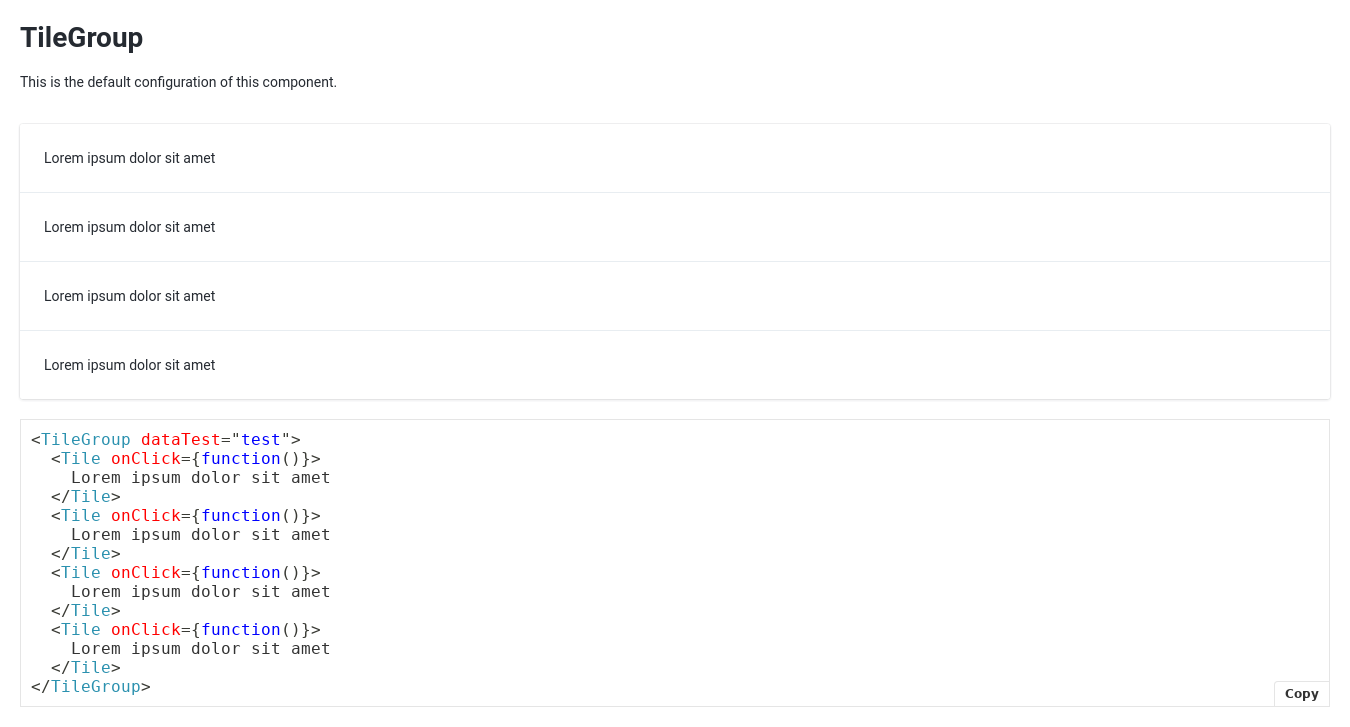 TileGroup
This is the default configuration of this component.
Lorem ipsum dolor sit amet
Lorem ipsum dolor sit amet
Lorem ipsum dolor sit amet
Lorem ipsum dolor sit amet
<TileGroup dataTest="test">
  <Tile onClick={function()}>
    Lorem ipsum dolor sit amet
  </Tile>
  <Tile onClick={function()}>
    Lorem ipsum dolor sit amet
  </Tile>
  <Tile onClick={function()}>
    Lorem ipsum dolor sit amet
  </Tile>
  <Tile onClick={function()}>
    Lorem ipsum dolor sit amet
  </Tile>
</TileGroup>
Copy